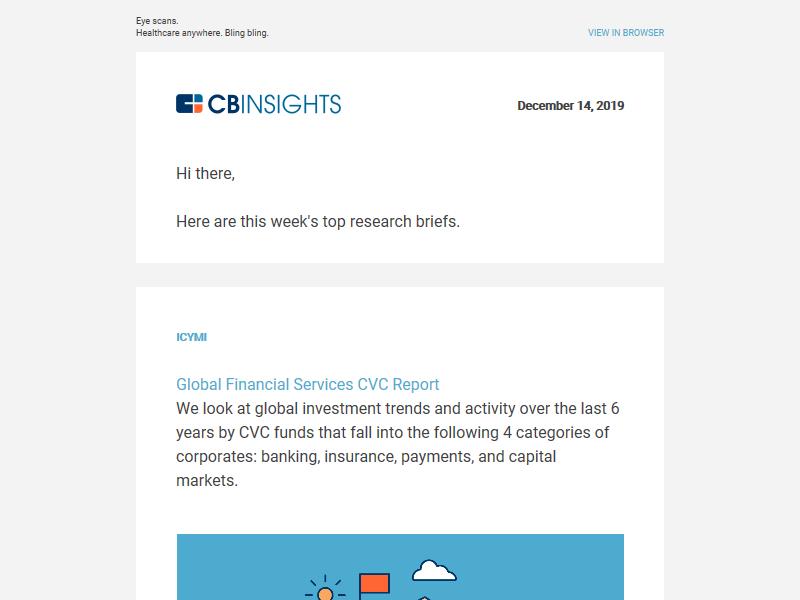 Eye scans.
Healthcare anywhere. Bling bling.
VIEW IN BROWSER
CBINSIGHTS
December 14, 2019
Hi there,
Here are this week's top research briefs.
ICYMI
Global Financial Services CVC Report
We look at global investment trends and activity over the last 6
years by CVC funds that fall into the following 4 categories of
corporates: banking, insurance, payments, and capital
markets.